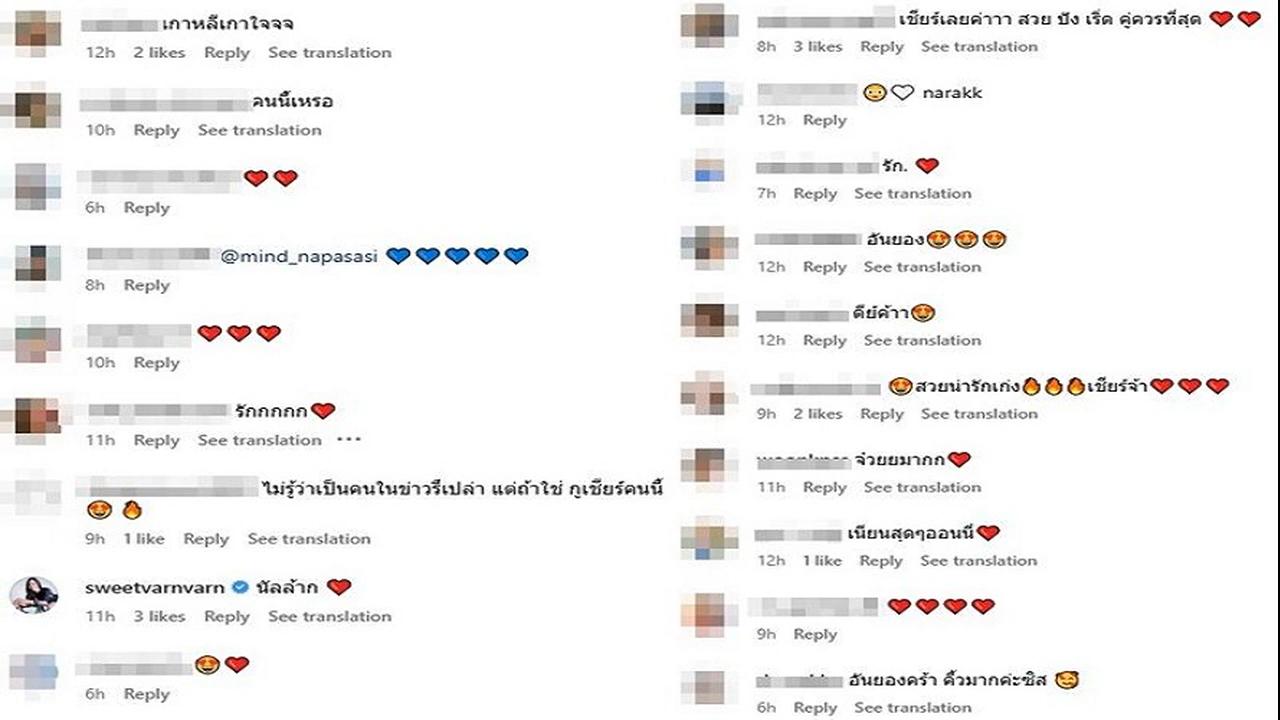 เกาหลีเกาใจจจ
12h 2 likes Reply See translation
คนนี้เหรอ
10h Reply See translation
❤️ ❤️
6h Reply
@mind_napasasi 💙 💙 💙 💙 💙
8h Reply
❤️ ❤️ ❤️
10h Reply
รักกกกก❤️
11h Reply See translation ...
ไม่รู้ว่าเป็นคนในข่าวรึเปล่า แต่ถ้าใช่ กูเชียร์คนนี้
😍 🔥
9h 1 like Reply See translation
sweetvarnvarn นัลล้าก ❤️
11h 3 likes Reply See translation
😍 ❤️
6h Reply
เชียร์เลยค่าาา สวย ปัง เริ่ด คู่ควรที่สุด ❤️ ❤️
8h 3 likes Reply See translation
😳🤍 narakk
12h Reply
รัก. ❤️
7h Reply See translation
อันยอง😍😍😍
12h Reply See translation
ดีย์ค้าา😍
12h Reply See translation
😍สวยน่ารักเก่ง🔥🔥🔥เชียร์จ้า❤️❤️❤️
9h 2 likes Reply See translation
จ๋วยยมากก❤️
11h Reply See translation
เนียนสุดๆออนนี่❤️
12h 1 like Reply See translation
❤️❤️❤️❤️
9h Reply
อันยองคร้า คิ้วมากค่ะซิส 🥰
6h Reply See translation